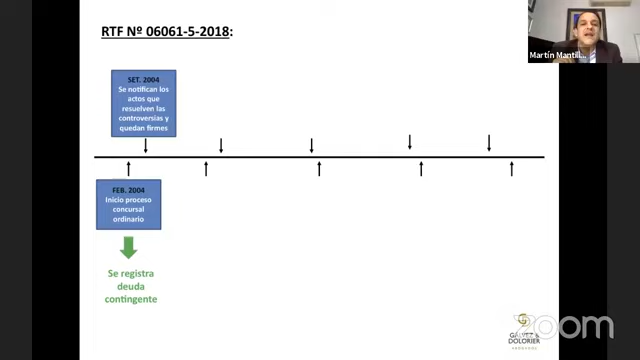 RTF Nº 06061-5-2018:
Martín Mantill...
SET. 2004
Se notifican los
actos que
resuelven las
controversias y
quedan firmes
FEB. 2004
Inicio proceso
concursal
ordinario
Se registra
deuda
contingente
GÁLVEZ &
DOLORIER
ABOGADOS
zoom